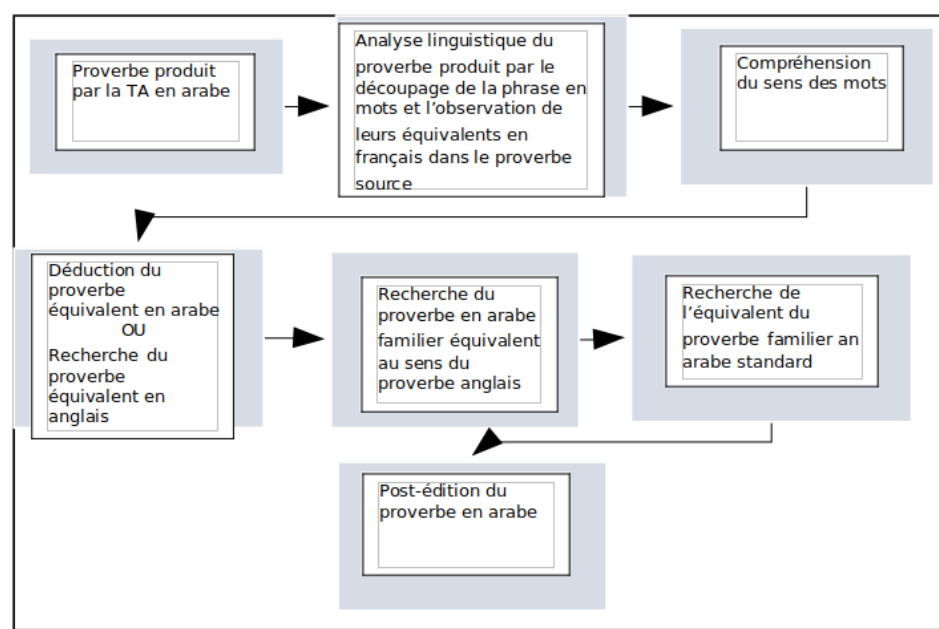 Proverbe produit
par la TA en arabe
Analyse linguistique du
proverbe produit par le
découpage de la phrase en
mots et l’observation de
leurs équivalents en
français dans le proverbe
source
Compréhension
du sens des mots
Déduction du
proverbe
équivalent en arabe
OU
Recherche du
proverbe
équivalent en
anglais
Recherche du
proverbe en arabe
familier équivalent
au sens du
proverbe anglais
Recherche de
l’équivalent du
proverbe familier an
arabe standard
Post-édition du
proverbe en arabe